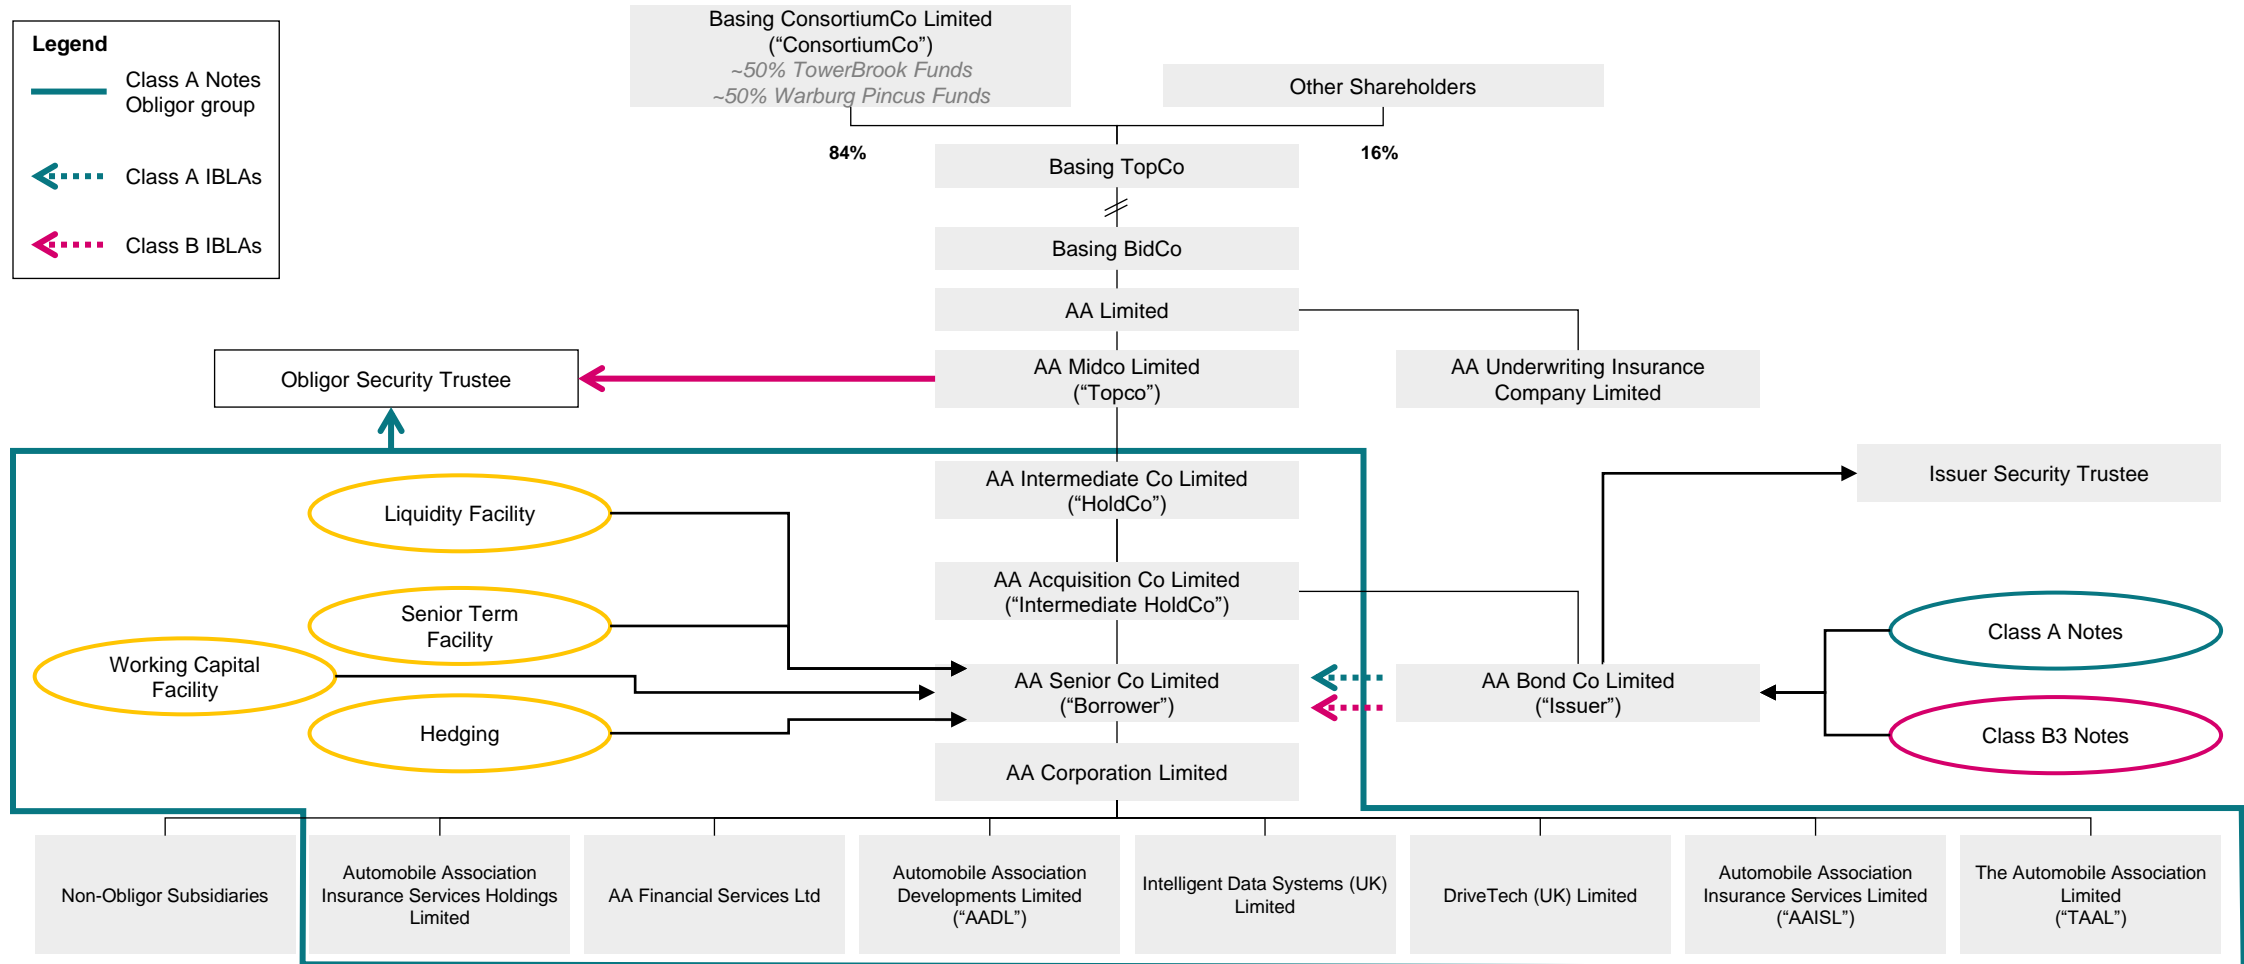 Legend
Class A Notes
Obligor group
Class A IBLAs
Class B IBLAs
Basing ConsortiumCo Limited
(“ConsortiumCo”)
~50% TowerBrook Funds
~50% Warburg Pincus Funds
Other Shareholders
84%
16%
Basing TopCo
Basing BidCo
AA Limited
Obligor Security Trustee
AA Midco Limited
(“Topco”)
AA Underwriting Insurance
Company Limited
AA Intermediate Co Limited
(“HoldCo”)
Issuer Security Trustee
Liquidity Facility
AA Acquisition Co Limited
(“Intermediate HoldCo”)
Senior Term
Facility
Class A Notes
Working Capital
Facility
AA Senior Co Limited
(“Borrower”)
AA Bond Co Limited
(“Issuer”)
Hedging
Class B3 Notes
AA Corporation Limited
Non-Obligor Subsidiaries
Automobile Association
Insurance Services Holdings
Limited
AA Financial Services Ltd
Automobile Association
Developments Limited
(“AADL”)
Intelligent Data Systems (UK)
Limited
DriveTech (UK) Limited
Automobile Association
Insurance Services Limited
(“AAISL”)
The Automobile Association
Limited
(“TAAL”)